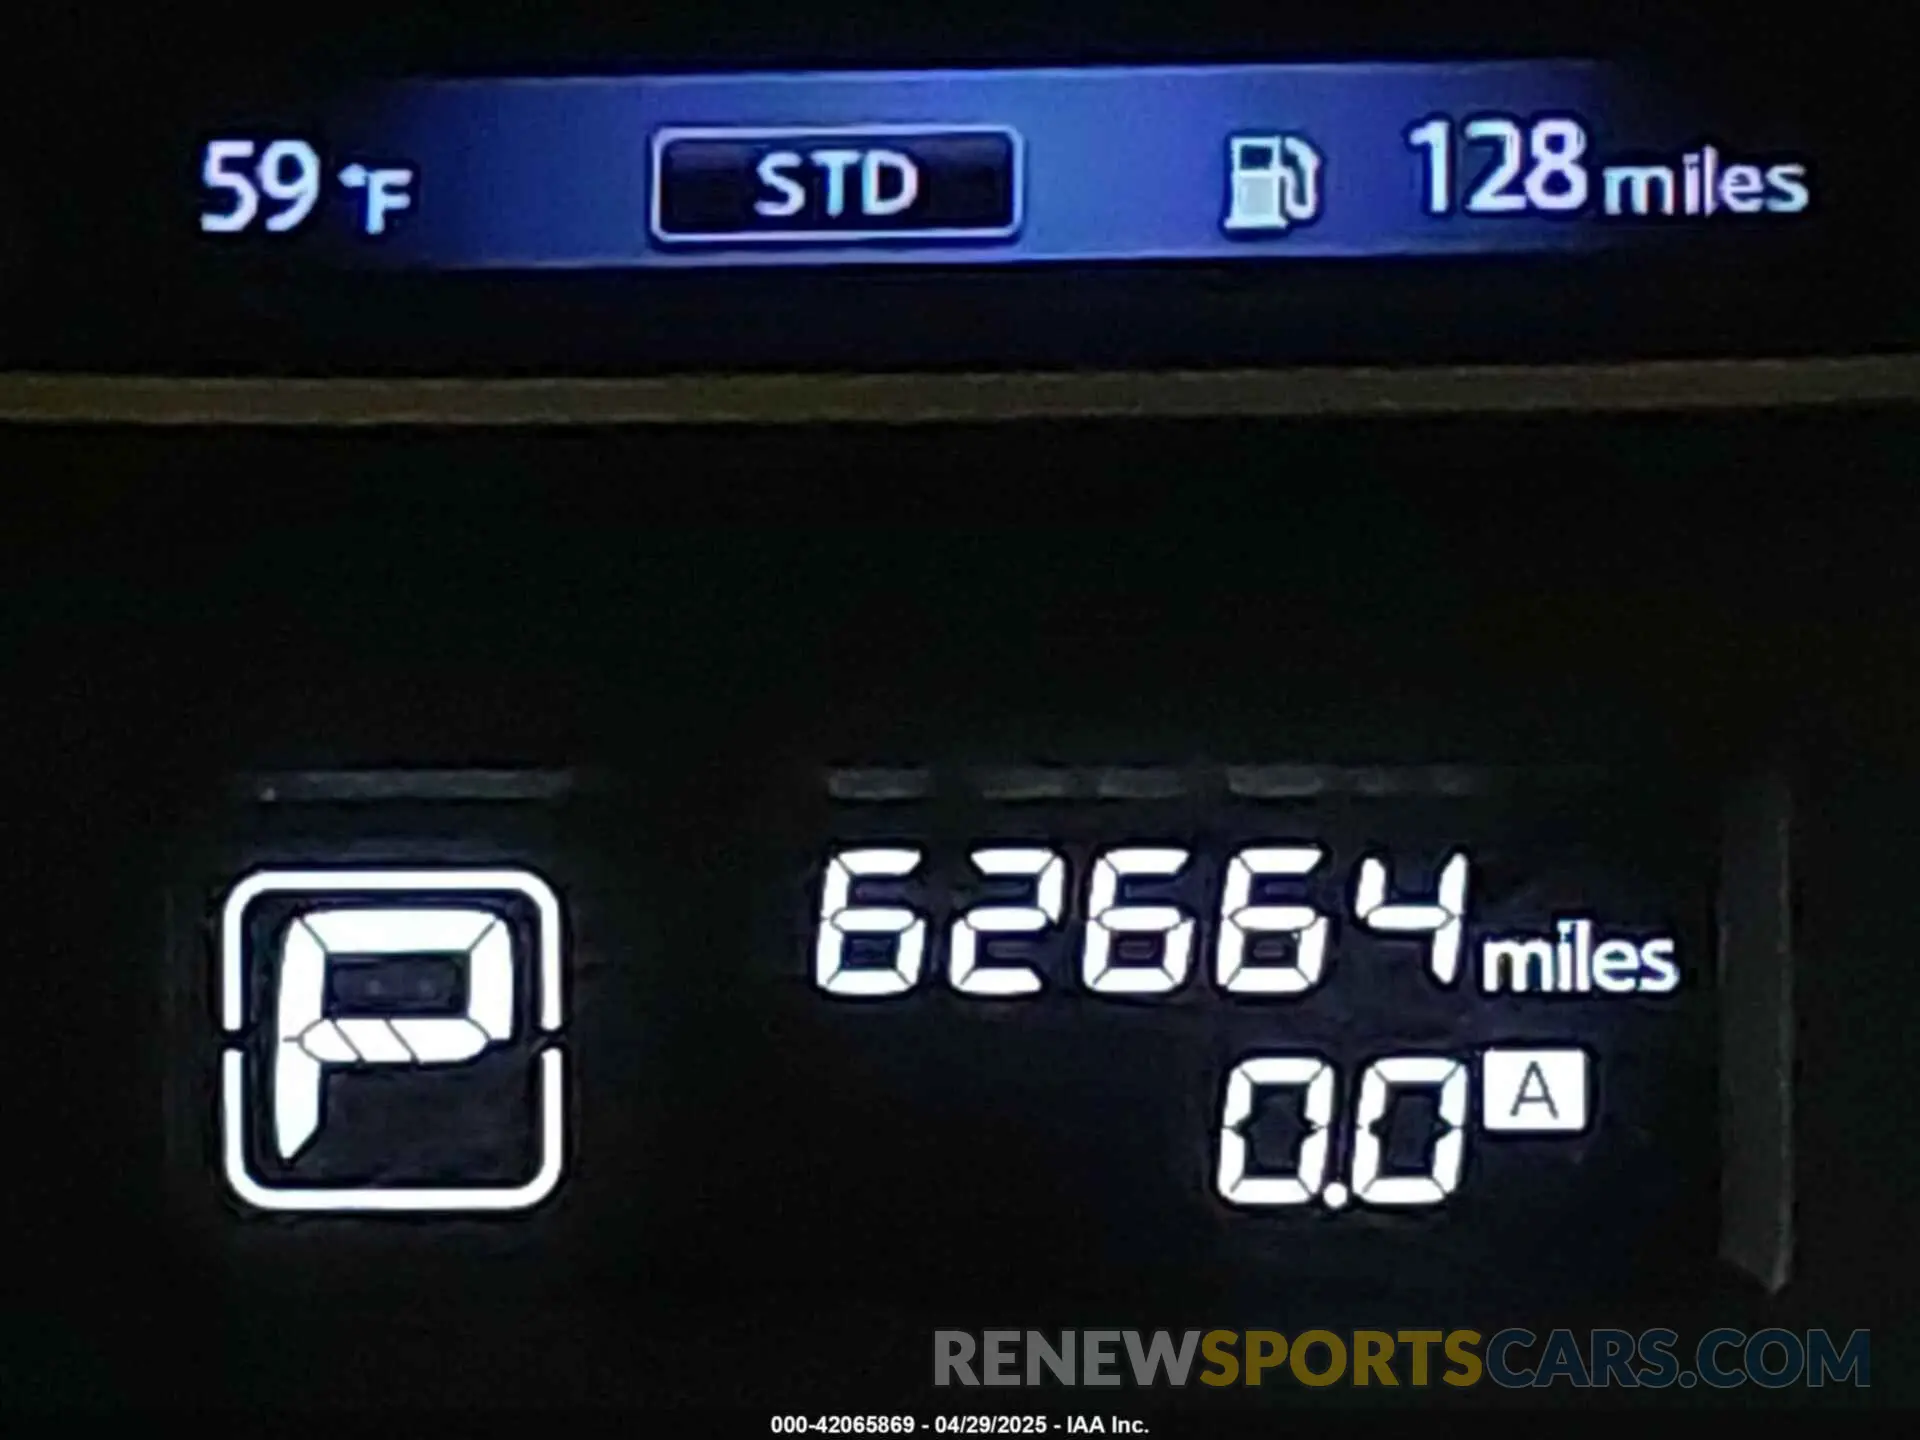 59 °F STD 128 miles
62664 miles
P
0.0 A
RENEWSPORTSCARS.COM
000-42065869 - 04/29/2025 - IAA Inc.